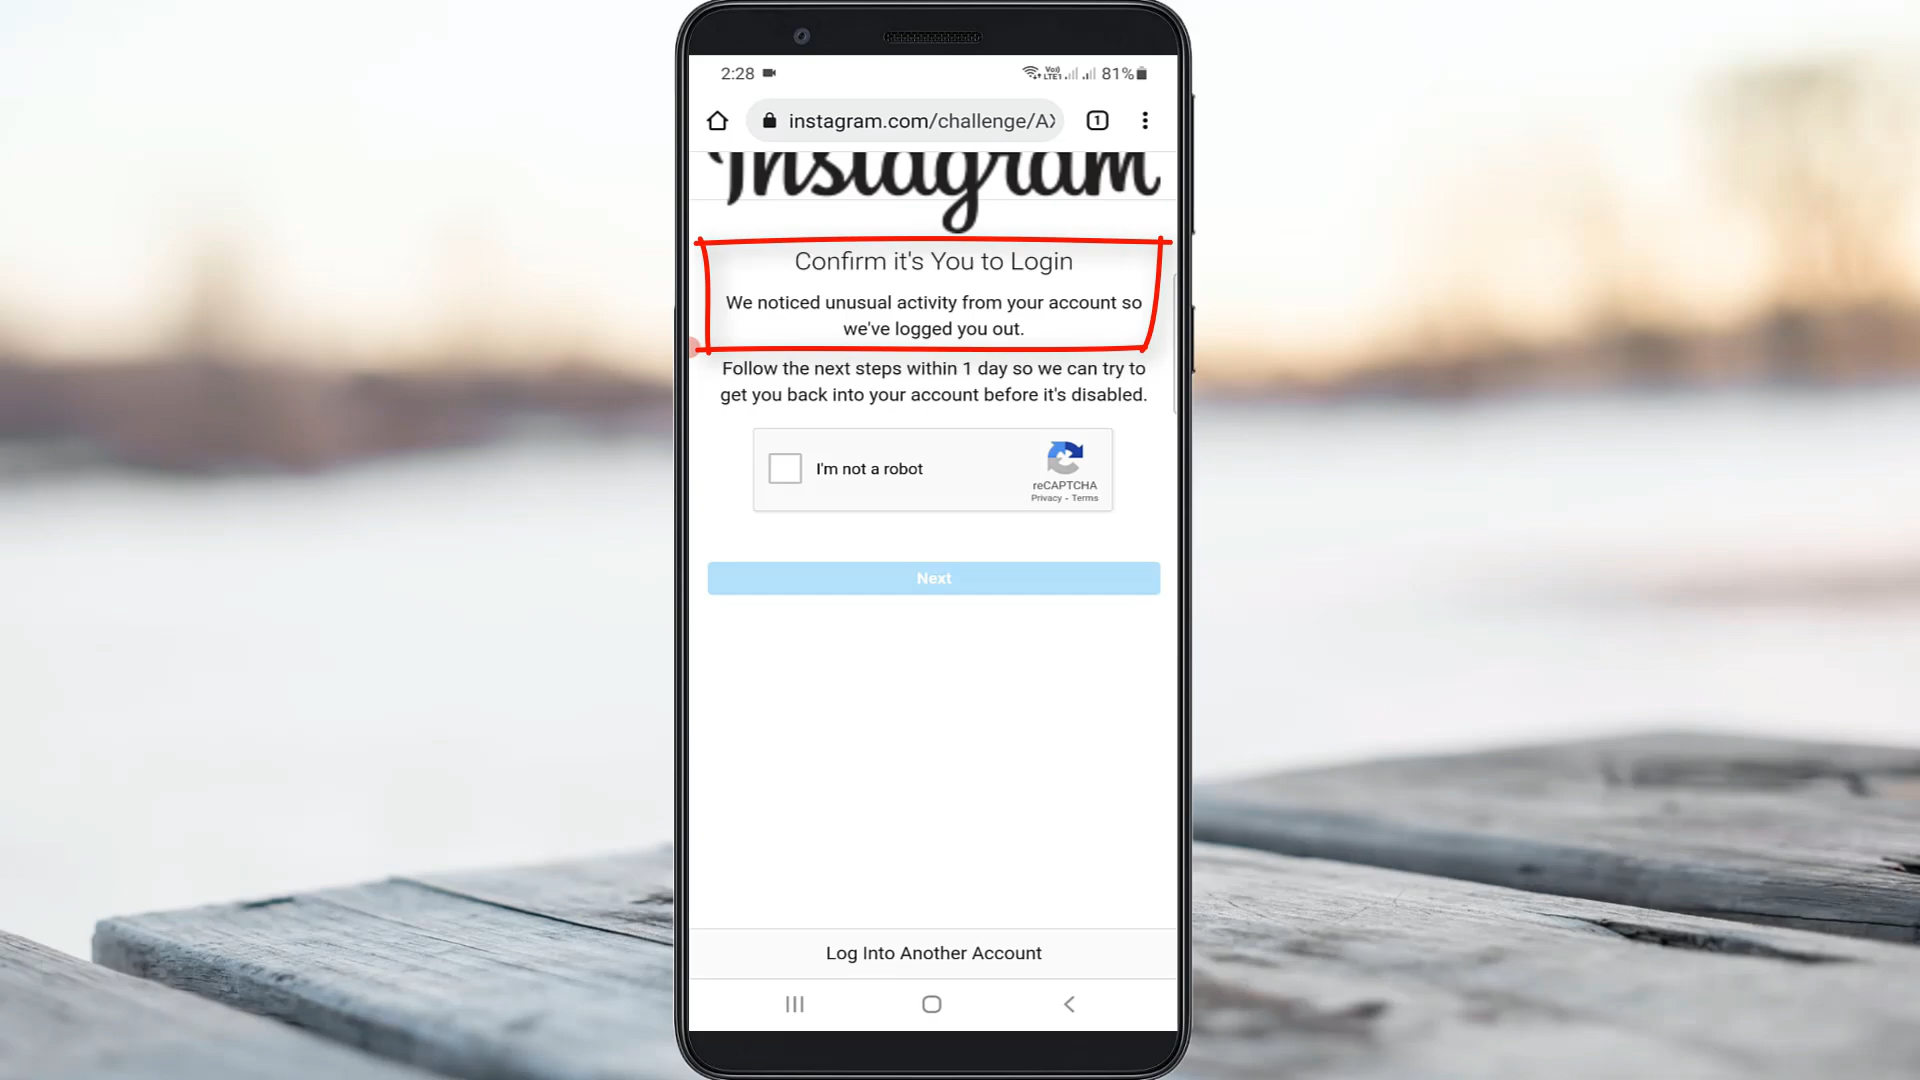 2:28
Vo)) LTE1 81%
instagram.com/challenge/AX
1
Instagram
Confirm it's You to Login
We noticed unusual activity from your account so
we've logged you out.
Follow the next steps within 1 day so we can try to
get you back into your account before it's disabled.
I'm not a robot
reCAPTCHA
Privacy - Terms
Next
Log Into Another Account